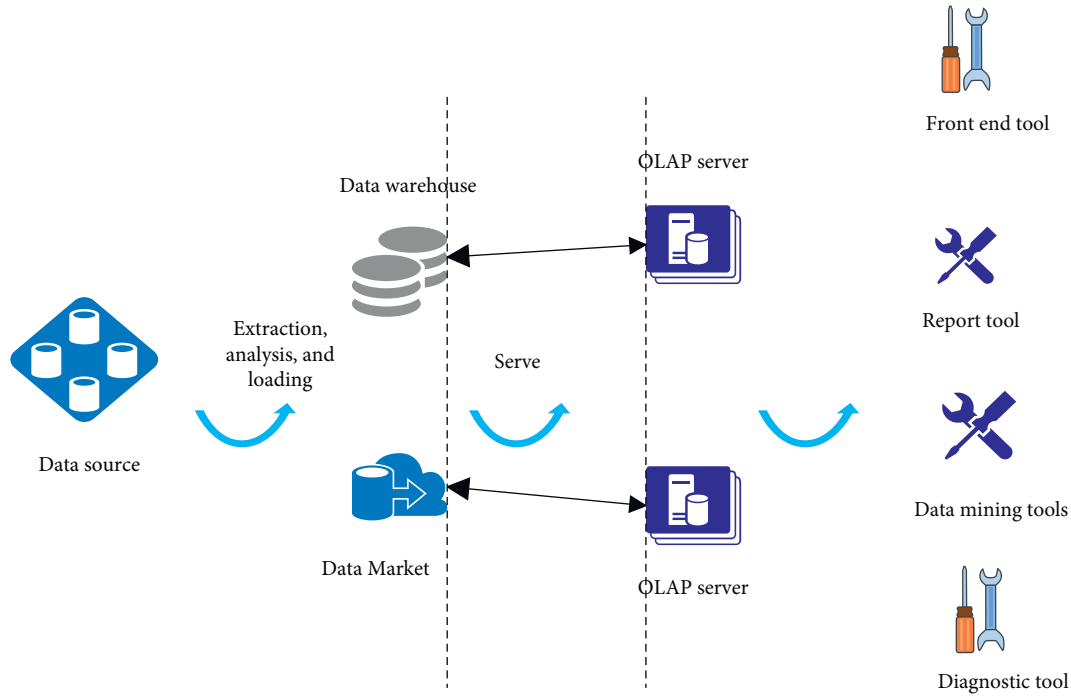 Data source
Extraction,
analysis, and
loading
Data warehouse
Data Market
Serve
OLAP server
OLAP server
Front end tool
Report tool
Data mining tools
Diagnostic tool